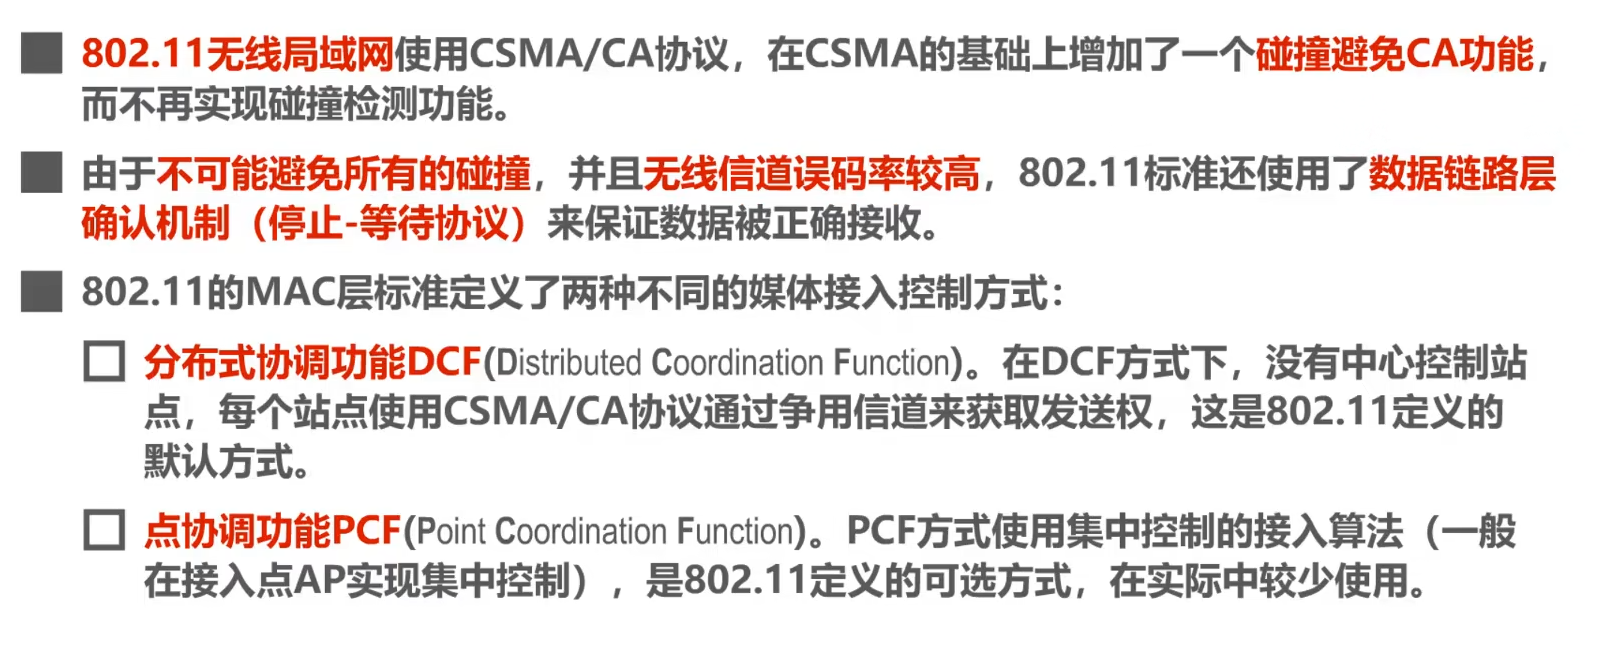 802.11无线局域网使用CSMA/CA协议，在CSMA的基础上增加了一个碰撞避免CA功能，
而不再实现碰撞检测功能。
由于不可能避免所有的碰撞，并且无线信道误码率较高，802.11标准还使用了数据链路层
确认机制（停止-等待协议）来保证数据被正确接收。
802.11的MAC层标准定义了两种不同的媒体接入控制方式：
分布式协调功能DCF(Distributed Coordination Function)。在DCF方式下，没有中心控制站
点，每个站点使用CSMA/CA协议通过争用信道来获取发送权，这是802.11定义的
默认方式。
点协调功能PCF(Point Coordination Function)。PCF方式使用集中控制的接入算法（一般
在接入点AP实现集中控制），是802.11定义的可选方式，在实际中较少使用。